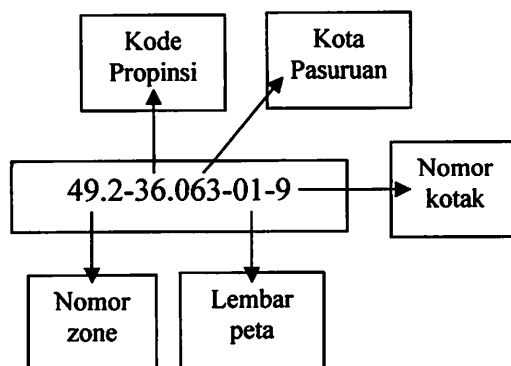 Kode
Propinsi
Kota
Pasuruan
49.2-36.063-01-9
Nomor
kotak
Nomor
zone
Lembar
peta